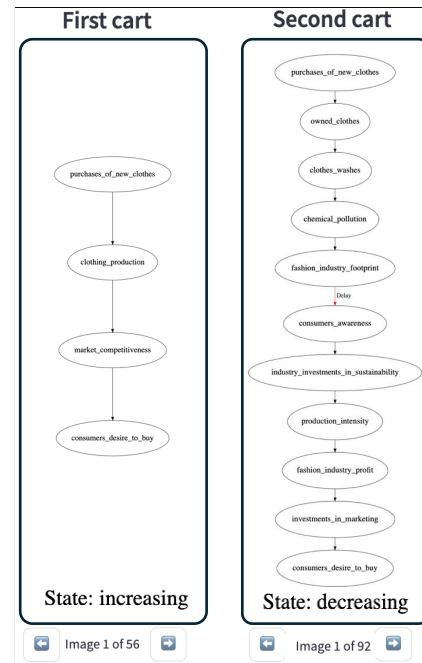 First cart
purchases_of_new_clothes
clothing_production
market_competitiveness
consumers_desire_to_buy
State: increasing
Image 1 of 56
Second cart
purchases_of_new_clothes
owned_clothes
clothes_washes
chemical_pollution
fashion_industry_footprint
Delay
consumers_awareness
industry_investments_in_sustainability
production_intensity
fashion_industry_profit
investments_in_marketing
consumers_desire_to_buy
State: decreasing
Image 1 of 92